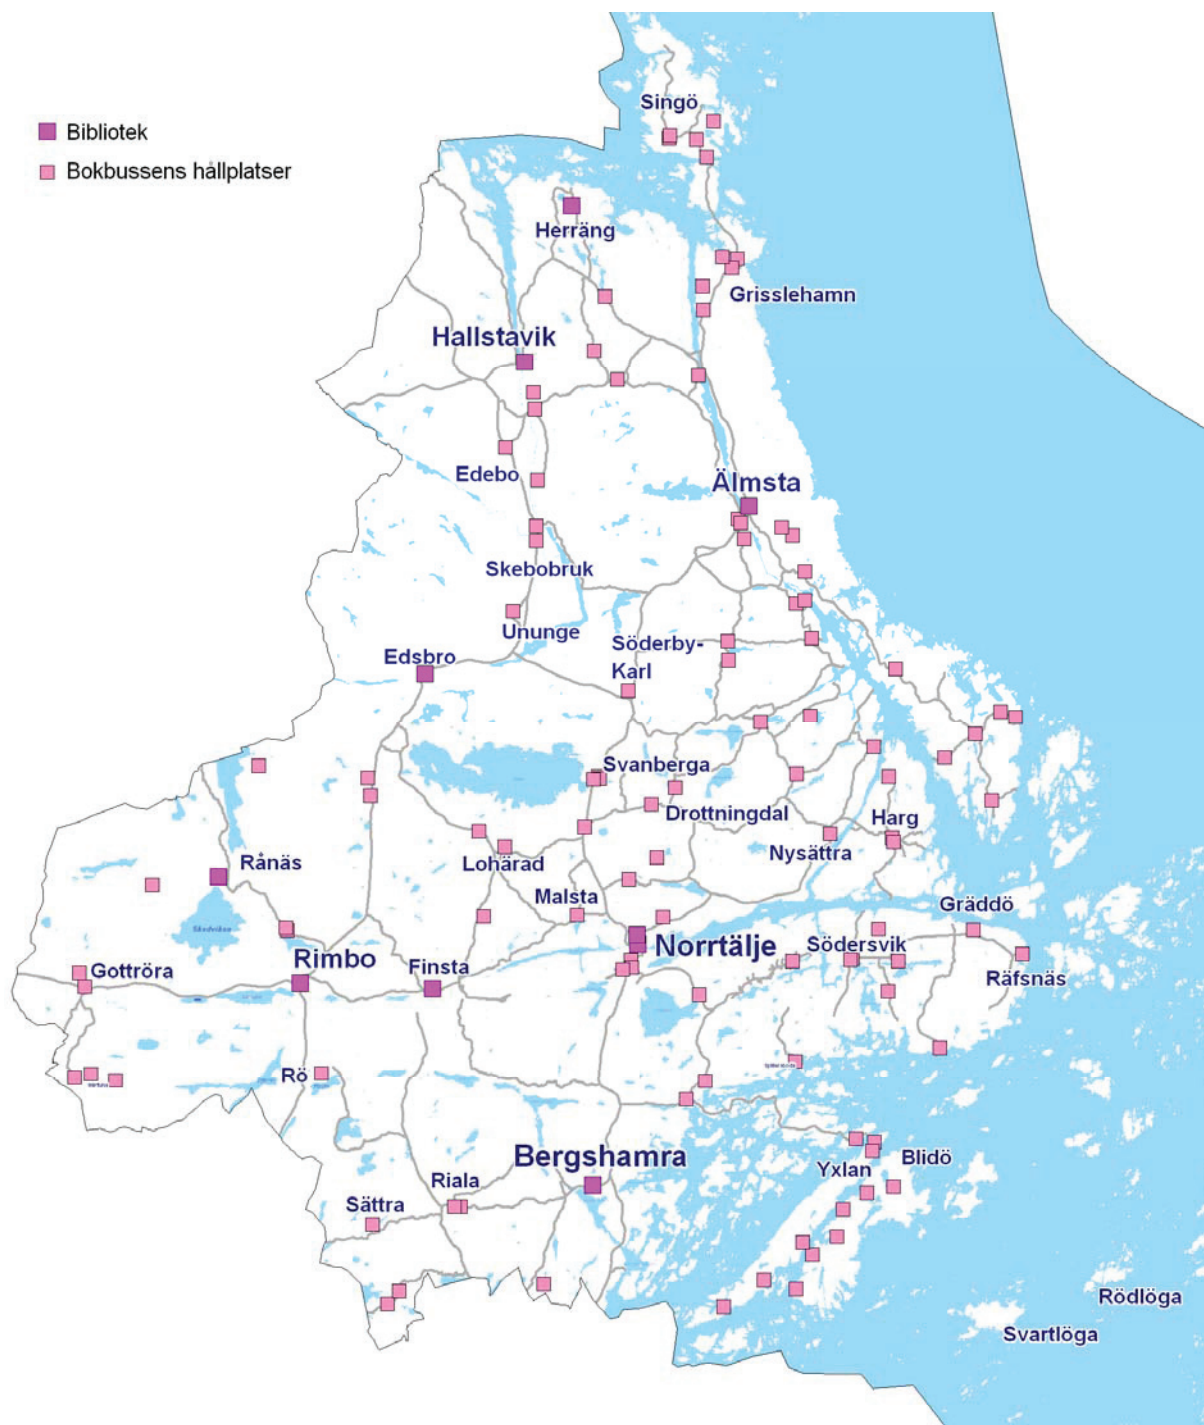 Singö
Bibliotek
Bokbussens hållplatser
Herräng
Grisslehamn
Hallstavik
Edebo
Älmsta
Skebobruk
Ununge
Söderby-
Karl
Edsbro
Svanberga
Drottningdal
Harg
Lohärad
Nysättra
Rånäs
Malsta
Gräddö
Norrtälje
Södersvik
Rimbo
Finsta
Gottröra
Räfsnäs
Rö
Bergshamra
Yxlan
Blidö
Riala
Sättra
Rödlöga
Svartlöga